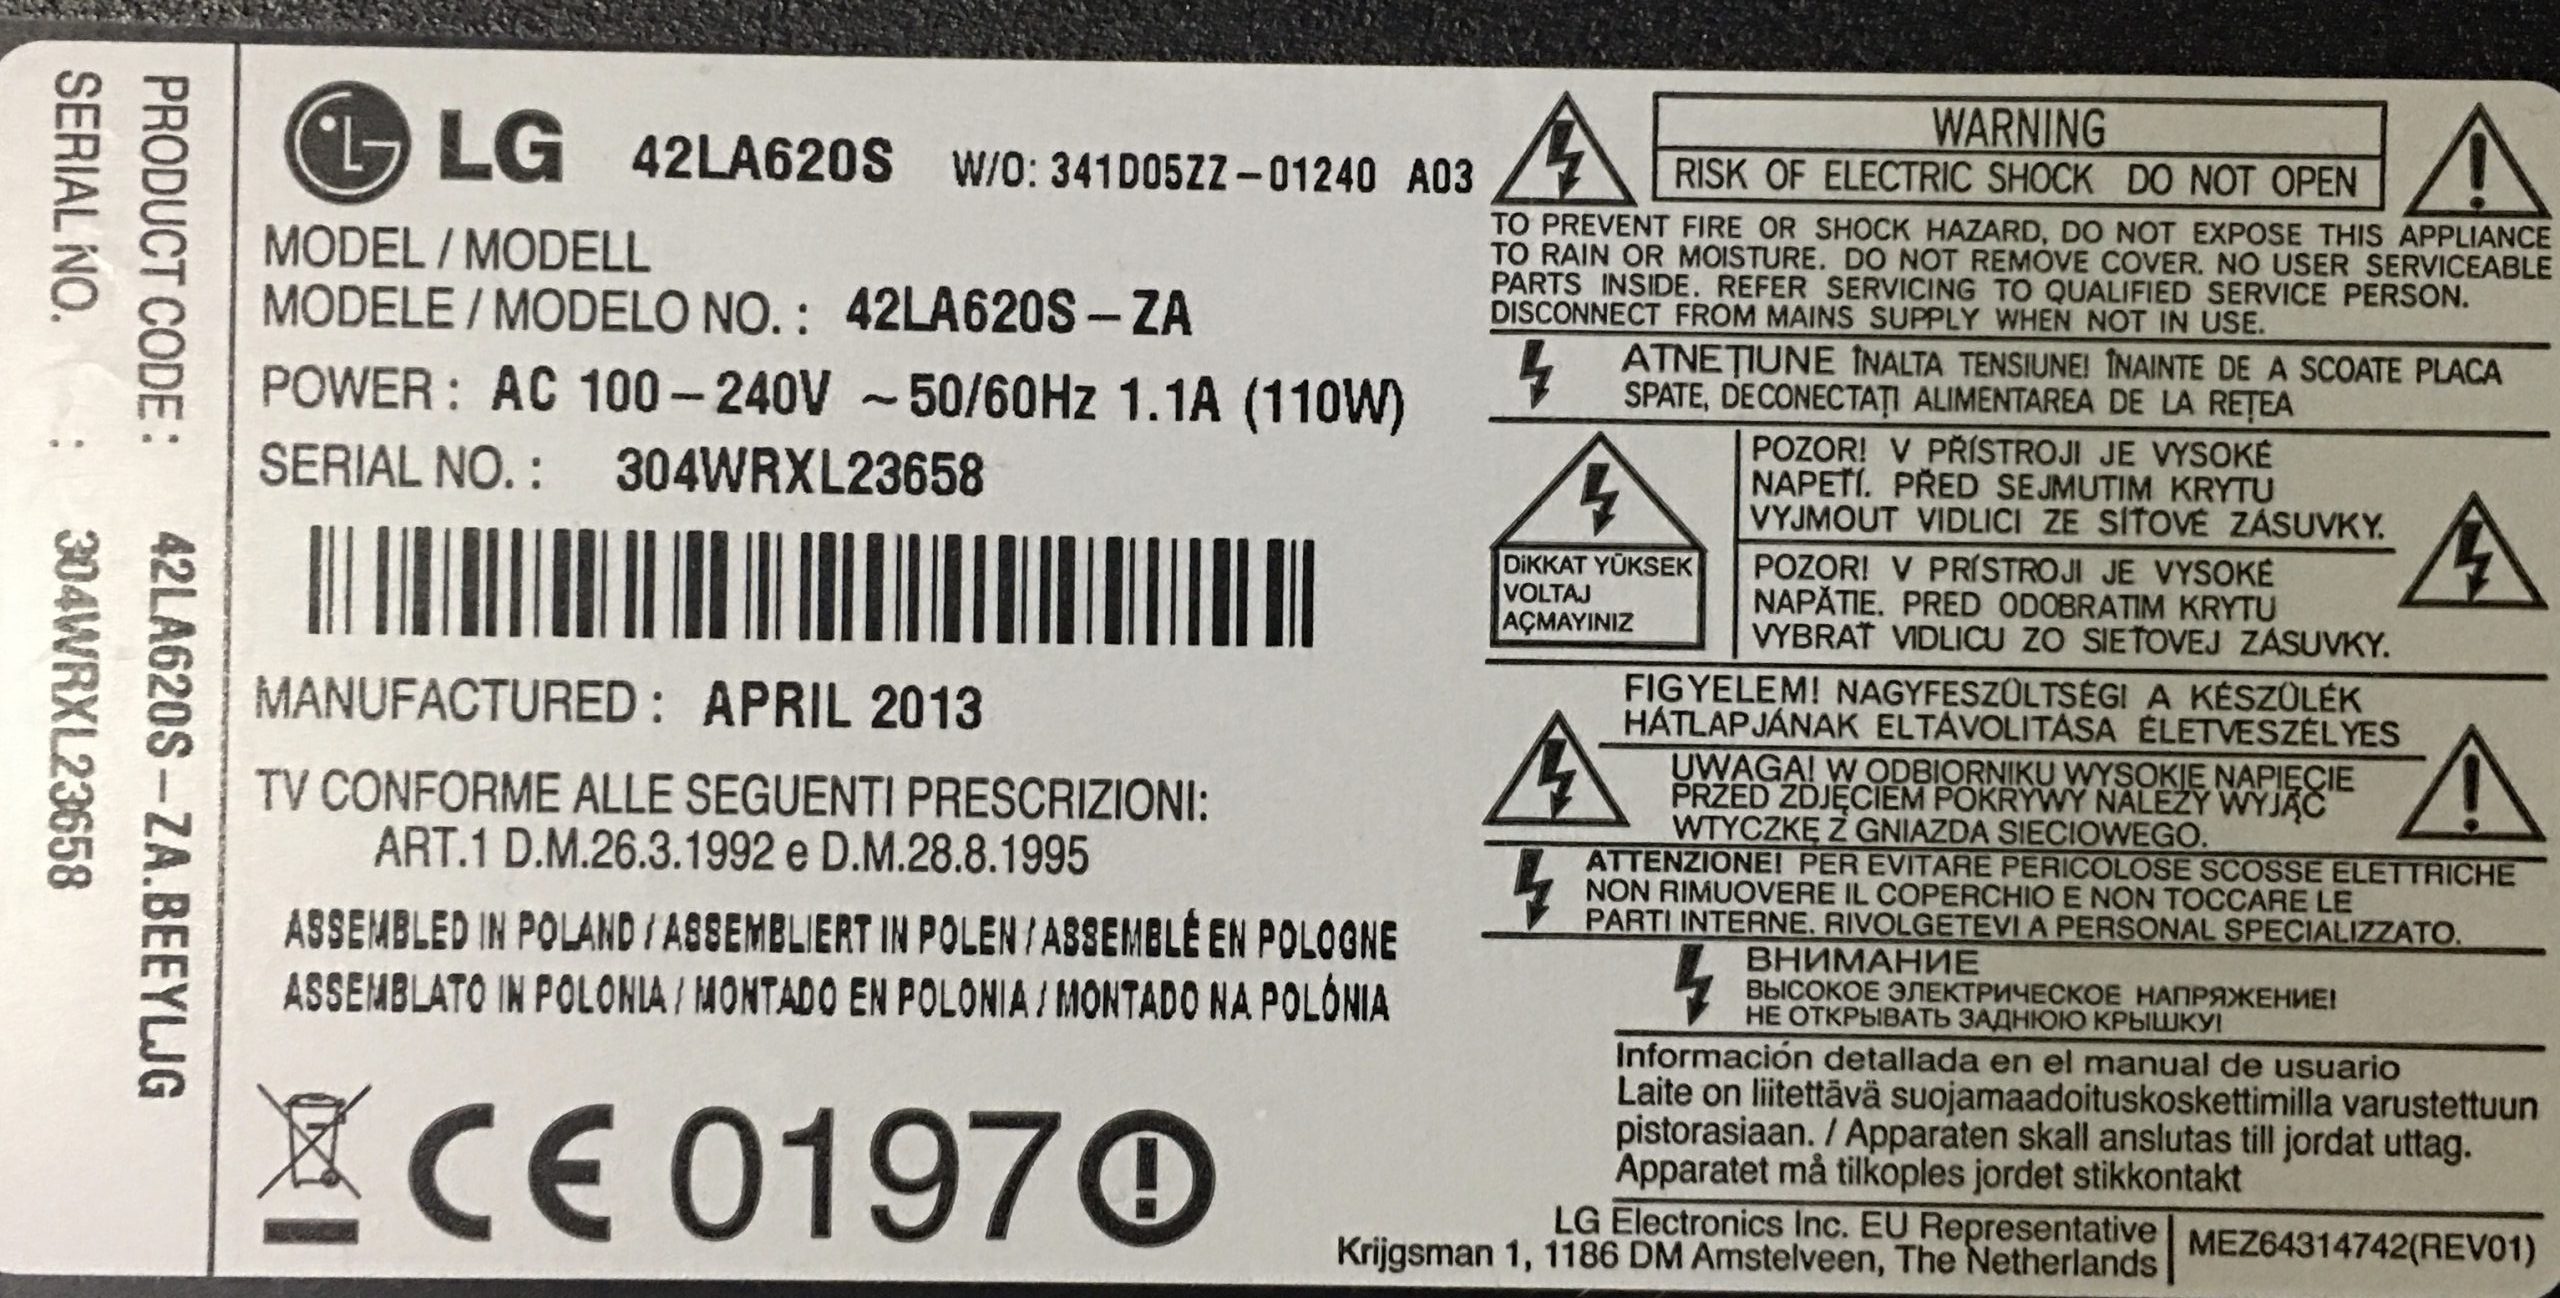 PRODUCT CODE: 42LA620S-ZA.BEEYLJG
SERIAL NO. : 304WRXL23658
LG 42LA620S W/O: 341D05ZZ-01240 A03
MODEL / MODELL
MODELE / MODELO NO. : 42LA620S-ZA
POWER : AC 100-240V ~50/60Hz 1.1A (110W)
SERIAL NO. : 304WRXL23658
MANUFACTURED : APRIL 2013
TV CONFORME ALLE SEGUENTI PRESCRIZIONI:
ART.1 D.M.26.3.1992 e D.M.28.8.1995
ASSEMBLED IN POLAND / ASSEMBLIERT IN POLEN / ASSEMBLÉ EN POLOGNE
ASSEMBLATO IN POLONIA / MONTADO EN POLONIA / MONTADO NA POLÓNIA
CE 0197
WARNING
RISK OF ELECTRIC SHOCK DO NOT OPEN
TO PREVENT FIRE OR SHOCK HAZARD, DO NOT EXPOSE THIS APPLIANCE
TO RAIN OR MOISTURE. DO NOT REMOVE COVER. NO USER SERVICEABLE
PARTS INSIDE. REFER SERVICING TO QUALIFIED SERVICE PERSON.
DISCONNECT FROM MAINS SUPPLY WHEN NOT IN USE.
ATNEŢIUNE ÎNALTA TENSIUNE! ÎNAINTE DE A SCOATE PLACA
SPATE, DECONECTAŢI ALIMENTAREA DE LA REŢEA
DİKKAT YÜKSEK
VOLTAJ
AÇMAYINIZ
POZOR! V PŘÍSTROJI JE VYSOKÉ
NAPETÍ. PŘED SEJMUTIM KRYTU
VYJMOUT VIDLICI ZE SÍŤOVÉ ZÁSUVKY.
POZOR! V PRÍSTROJI JE VYSOKÉ
NAPÄTIE. PRED ODOBRATIM KRYTU
VYBRAŤ VIDLICU ZO SIEŤOVEJ ZÁSUVKY.
FIGYELEM! NAGYFESZÜLTSÉGI A KÉSZÜLÉK
HÁTLAPJÁNAK ELTÁVOLITÁSA ÉLETVESZÉLYES
UWAGA! W ODBIORNIKU WYSOKIE NAPIĘCIE
PRZED ZDJĘCIEM POKRYWY NALEŻY WYJĄĆ
WTYCZKĘ Z GNIAZDA SIECIOWEGO.
ATTENZIONE! PER EVITARE PERICOLOSE SCOSSE ELETTRICHE
NON RIMUOVERE IL COPERCHIO E NON TOCCARE LE
PARTI INTERNE. RIVOLGETEVI A PERSONAL SPECIALIZZATO.
ВНИМАНИЕ
ВЫСОКОЕ ЭЛЕКТРИЧЕСКОЕ НАПРЯЖЕНИЕ!
НЕ ОТКРЫВАТЬ ЗАДНЮЮ КРЫШКУ!
Información detallada en el manual de usuario
Laite on liitettävä suojamaadoituskoskettimilla varustettuun
pistorasiaan. / Apparaten skall anslutas till jordat uttag.
Apparatet må tilkoples jordet stikkontakt
LG Electronics Inc. EU Representative
Krijgsman 1, 1186 DM Amstelveen, The Netherlands
MEZ64314742(REV01)